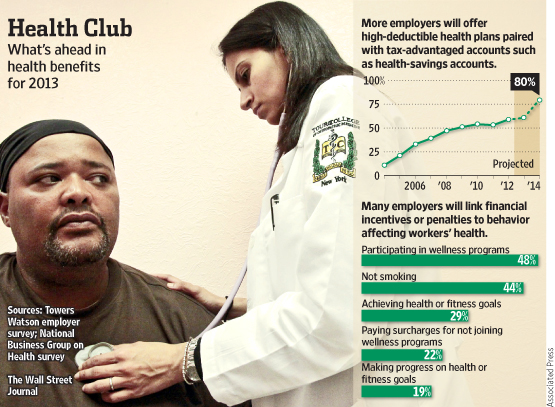 Health Club
What's ahead in
health benefits
for 2013
More employers will offer
high-deductible health plans paired
with tax-advantaged accounts such
as health-savings accounts.
100%
80%
75
50
25
0
Projected
2006 '08 '10 '12 '14
Many employers will link financial
incentives or penalties to behavior
affecting workers' health.
Participating in wellness programs
48%
Not smoking
44%
Achieving health or fitness goals
29%
Paying surcharges for not joining
wellness programs
22%
Making progress on health or
fitness goals
19%
Sources: Towers
Watson employer
survey; National
Business Group on
Health survey
The Wall Street
Journal
Associated Press
TOURO COLLEGE
TC
New York